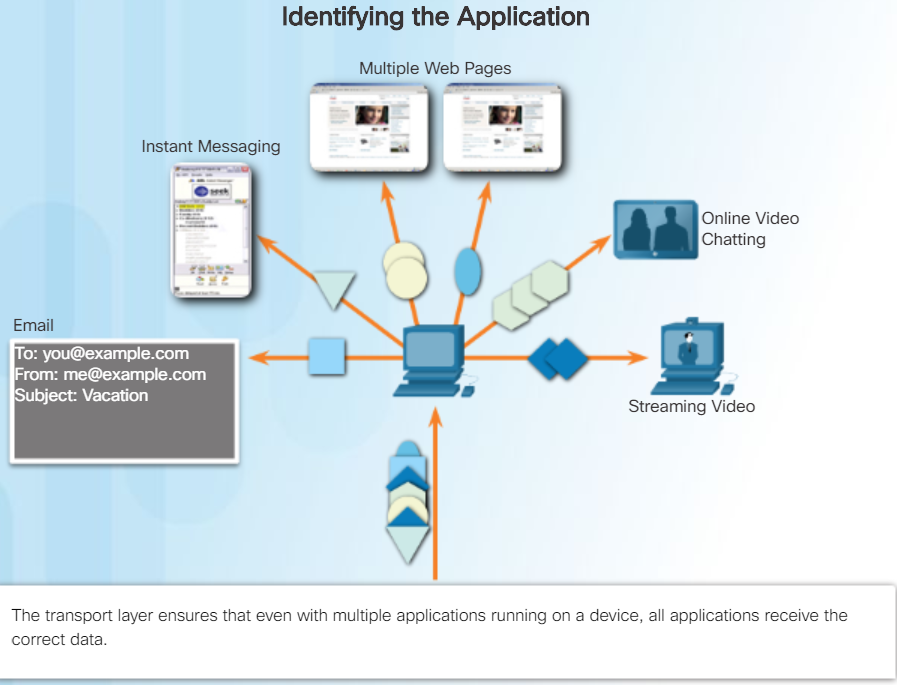 Identifying the Application
Multiple Web Pages
Instant Messaging
seek
Online Video
Chatting
Email
To: you@example.com
From: me@example.com
Subject: Vacation
Streaming Video
The transport layer ensures that even with multiple applications running on a device, all applications receive the
correct data.